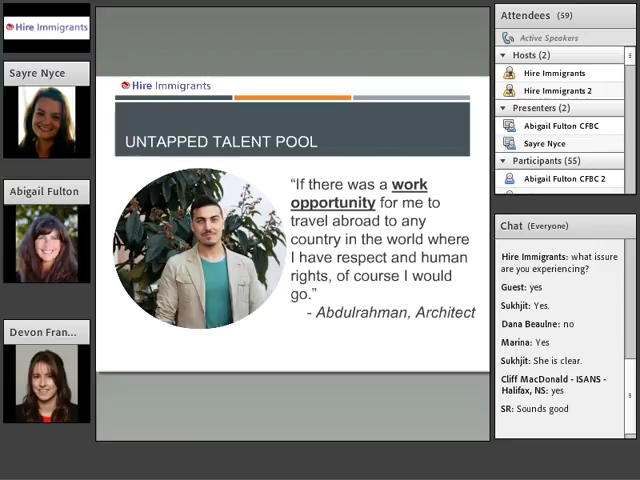 Hire Immigrants
Sayre Nyce
Abigail Fulton
Devon Fran...
Hire Immigrants
UNTAPPED TALENT POOL
“If there was a work
opportunity for me to
travel abroad to any
country in the world where
I have respect and human
rights, of course I would
go.”
- Abdulrahman, Architect
Attendees (59)
Active Speakers
Hosts (2)
Hire Immigrants
Hire Immigrants 2
Presenters (2)
Abigail Fulton CFBC
Sayre Nyce
Participants (55)
Abigail Fulton CFBC 2
Chat (Everyone)
Hire Immigrants: what issure
are you experiencing?
Guest: yes
Sukhjit: Yes.
Dana Beaulne: no
Marina: Yes
Sukhjit: She is clear.
Cliff MacDonald - ISANS -
Halifax, NS: yes
SR: Sounds good